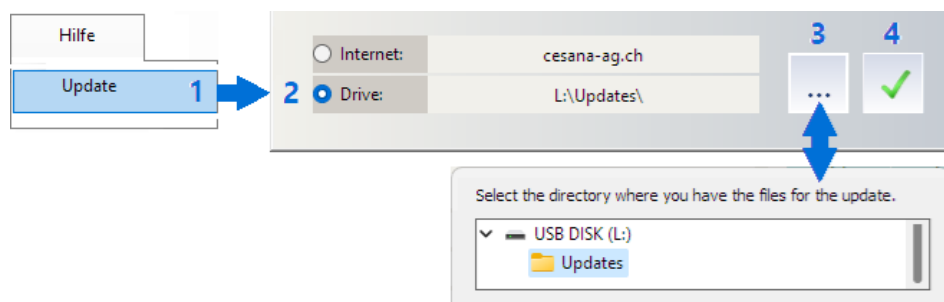 Hilfe
Update 1
2
Internet: cesana-ag.ch
Drive: L:\Updates\
3 4
...
Select the directory where you have the files for the update.
USB DISK (L:)
Updates